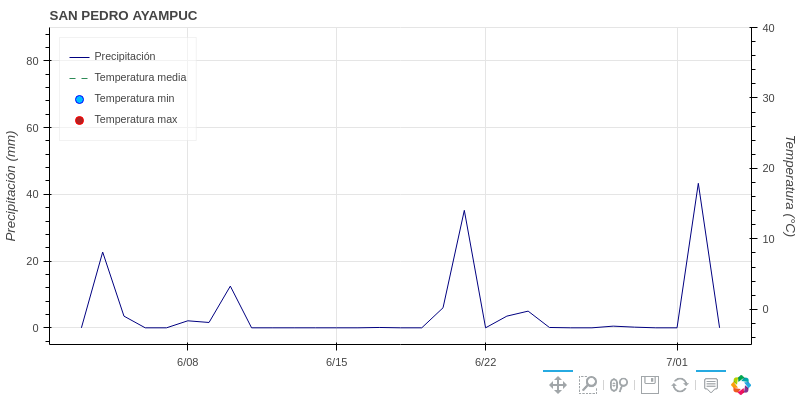 SAN PEDRO AYAMPUC
Precipitación
Temperatura media
Temperatura min
Temperatura max
Precipitación (mm)
80
60
40
20
0
Temperatura (°C)
40
30
20
10
0
6/08
6/15
6/22
7/01